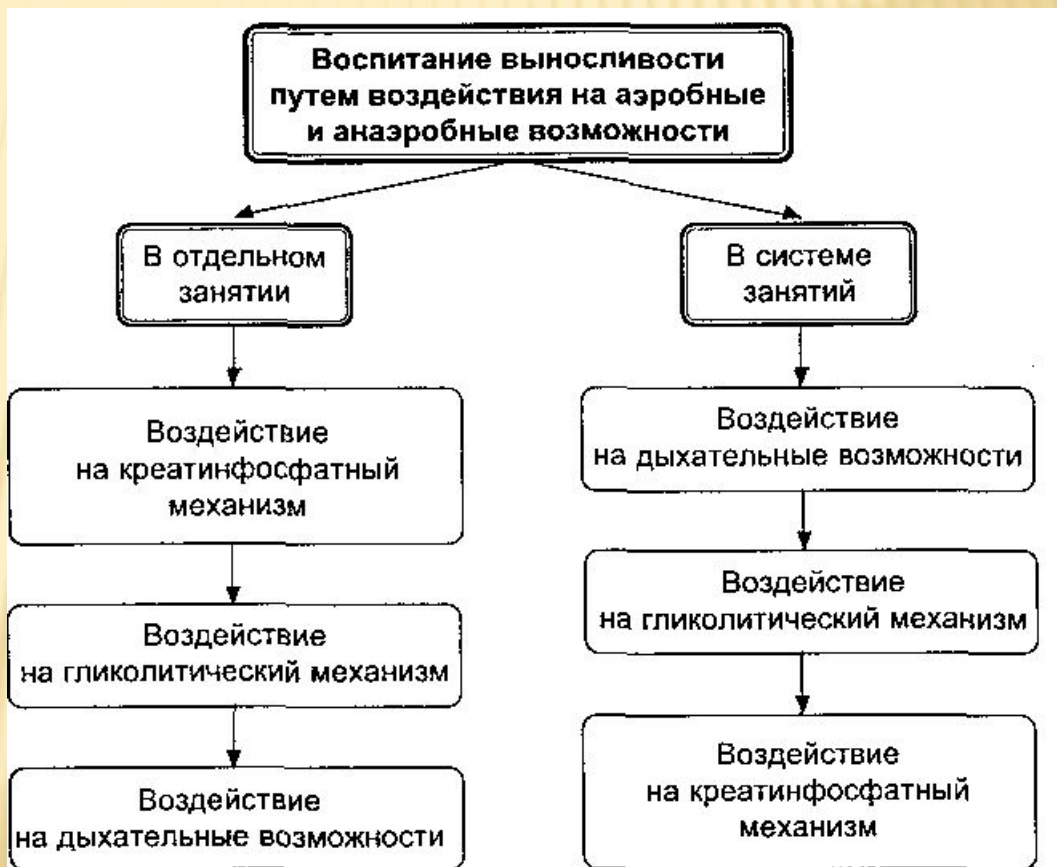 Воспитание выносливости
путем воздействия на аэробные
и анаэробные возможности
В отдельном
занятии
Воздействие
на креатинфосфатный
механизм
Воздействие
на гликолитический механизм
Воздействие
на дыхательные возможности
В системе
занятий
Воздействие
на дыхательные возможности
Воздействие
на гликолитический механизм
Воздействие
на креатинфосфатный
механизм